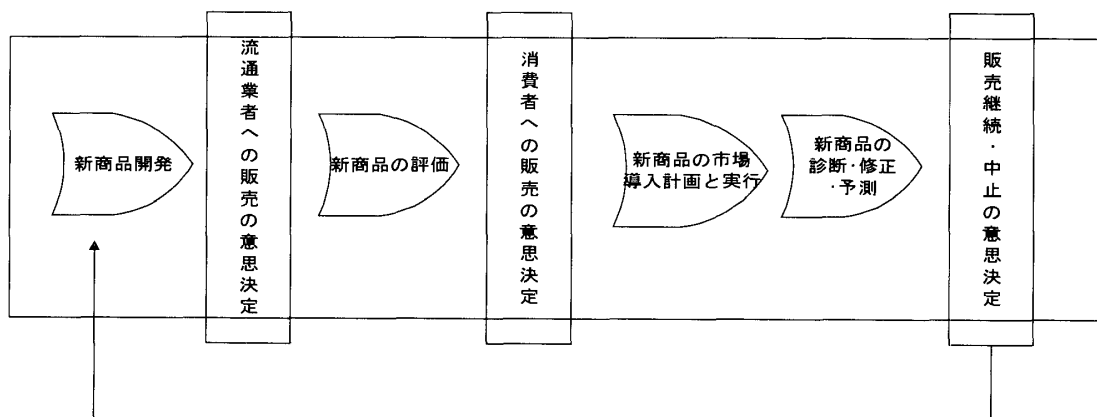 新商品開発
流通業者への販売の意思決定
新商品の評価
消費者への販売の意思決定
新商品の市場
導入計画と実行
新商品の
診断・修正
・予測
販売継続・中止の意思決定